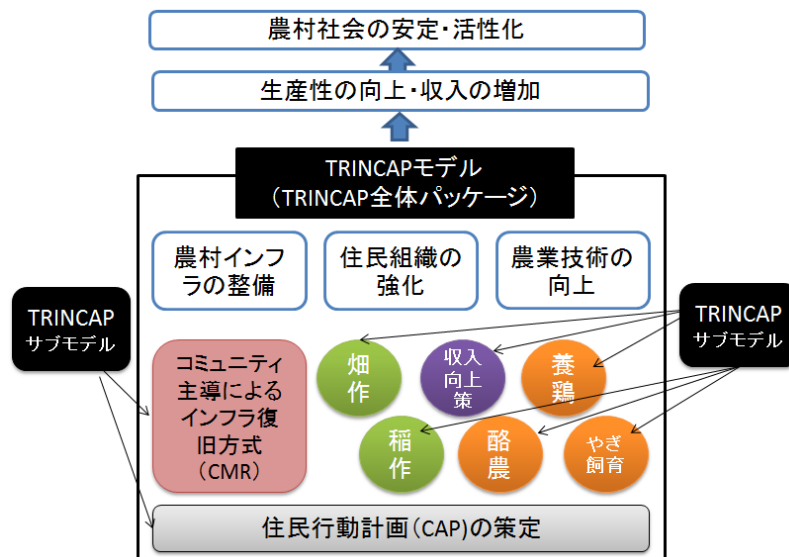 農村社会の安定・活性化
生産性の向上・収入の増加
TRINCAPモデル
（TRINCAP全体パッケージ）
農村インフ
ラの整備
住民組織の
強化
農業技術の
向上
TRINCAP
サブモデル
TRINCAP
サブモデル
コミュニティ
主導による
インフラ復
旧方式
（CMR）
畑
作
収入
向上
策
養
鶏
稲
作
酪
農
やぎ
飼育
住民行動計画（CAP)の策定